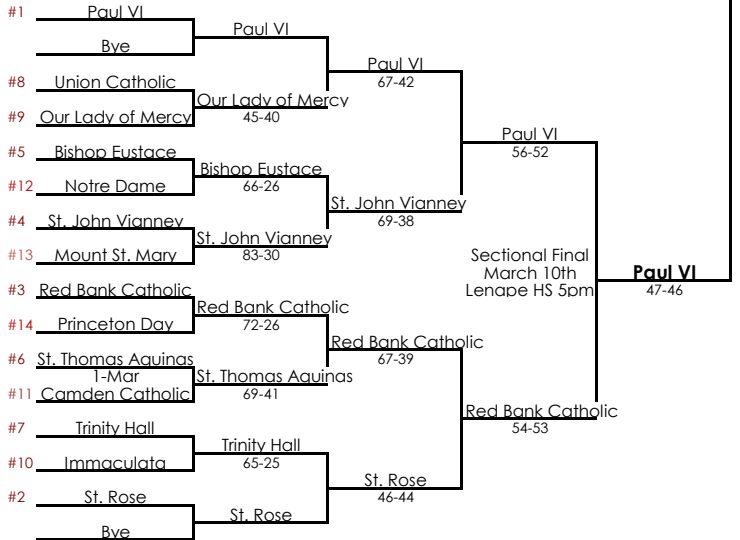 #1 Paul VI
Bye
Paul VI
#8 Union Catholic
#9 Our Lady of Mercy
Our Lady of Mercy
45-40
Paul VI
67-42
#5 Bishop Eustace
#12 Notre Dame
Bishop Eustace
66-26
#4 St. John Vianney
#13 Mount St. Mary
St. John Vianney
83-30
St. John Vianney
69-38
Paul VI
56-52
#3 Red Bank Catholic
#14 Princeton Day
Red Bank Catholic
72-26
#6 St. Thomas Aquinas
1-Mar
#11 Camden Catholic
St. Thomas Aquinas
69-41
Red Bank Catholic
67-39
#7 Trinity Hall
#10 Immaculata
Trinity Hall
65-25
#2 St. Rose
Bye
St. Rose
St. Rose
46-44
Red Bank Catholic
54-53
Sectional Final
March 10th
Lenape HS 5pm
Paul VI
47-46